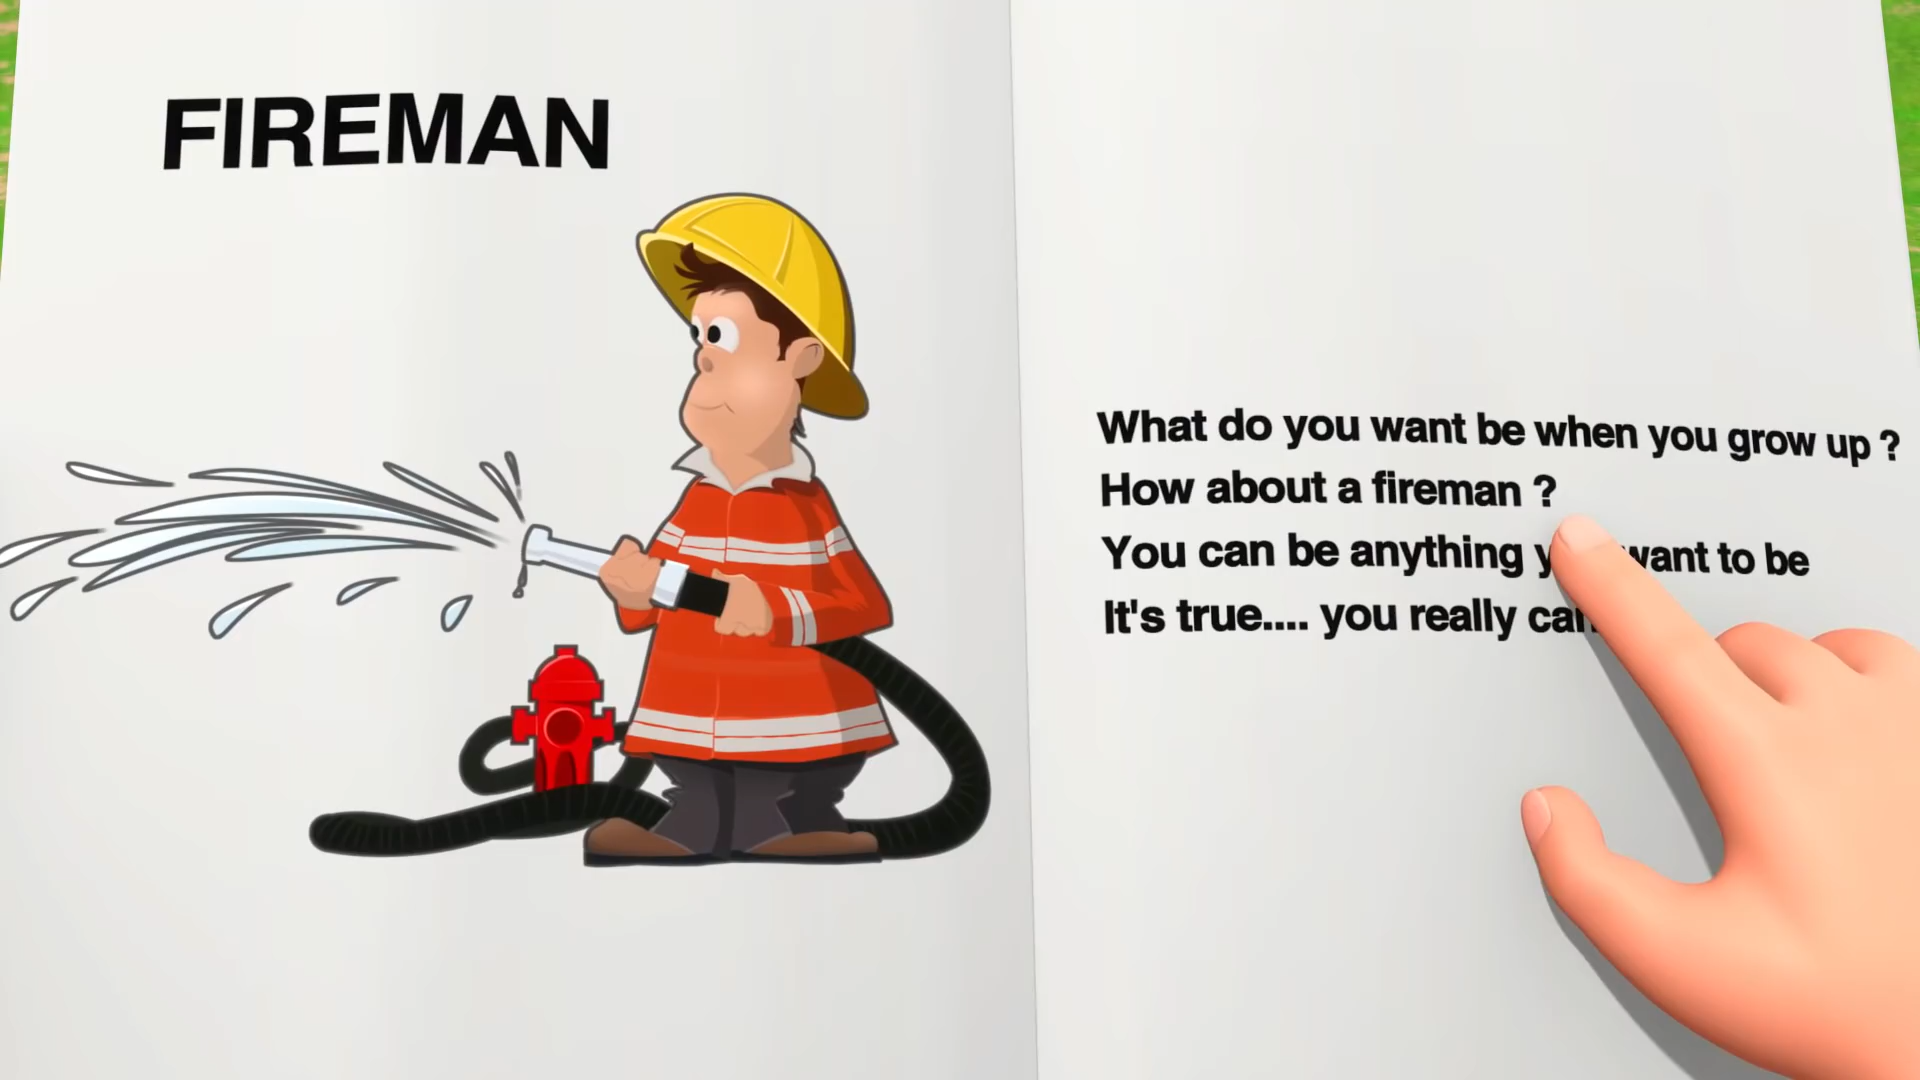 FIREMAN
What do you want be when you grow up ?
How about a fireman ?
You can be anything want to be
It's true.... you really can